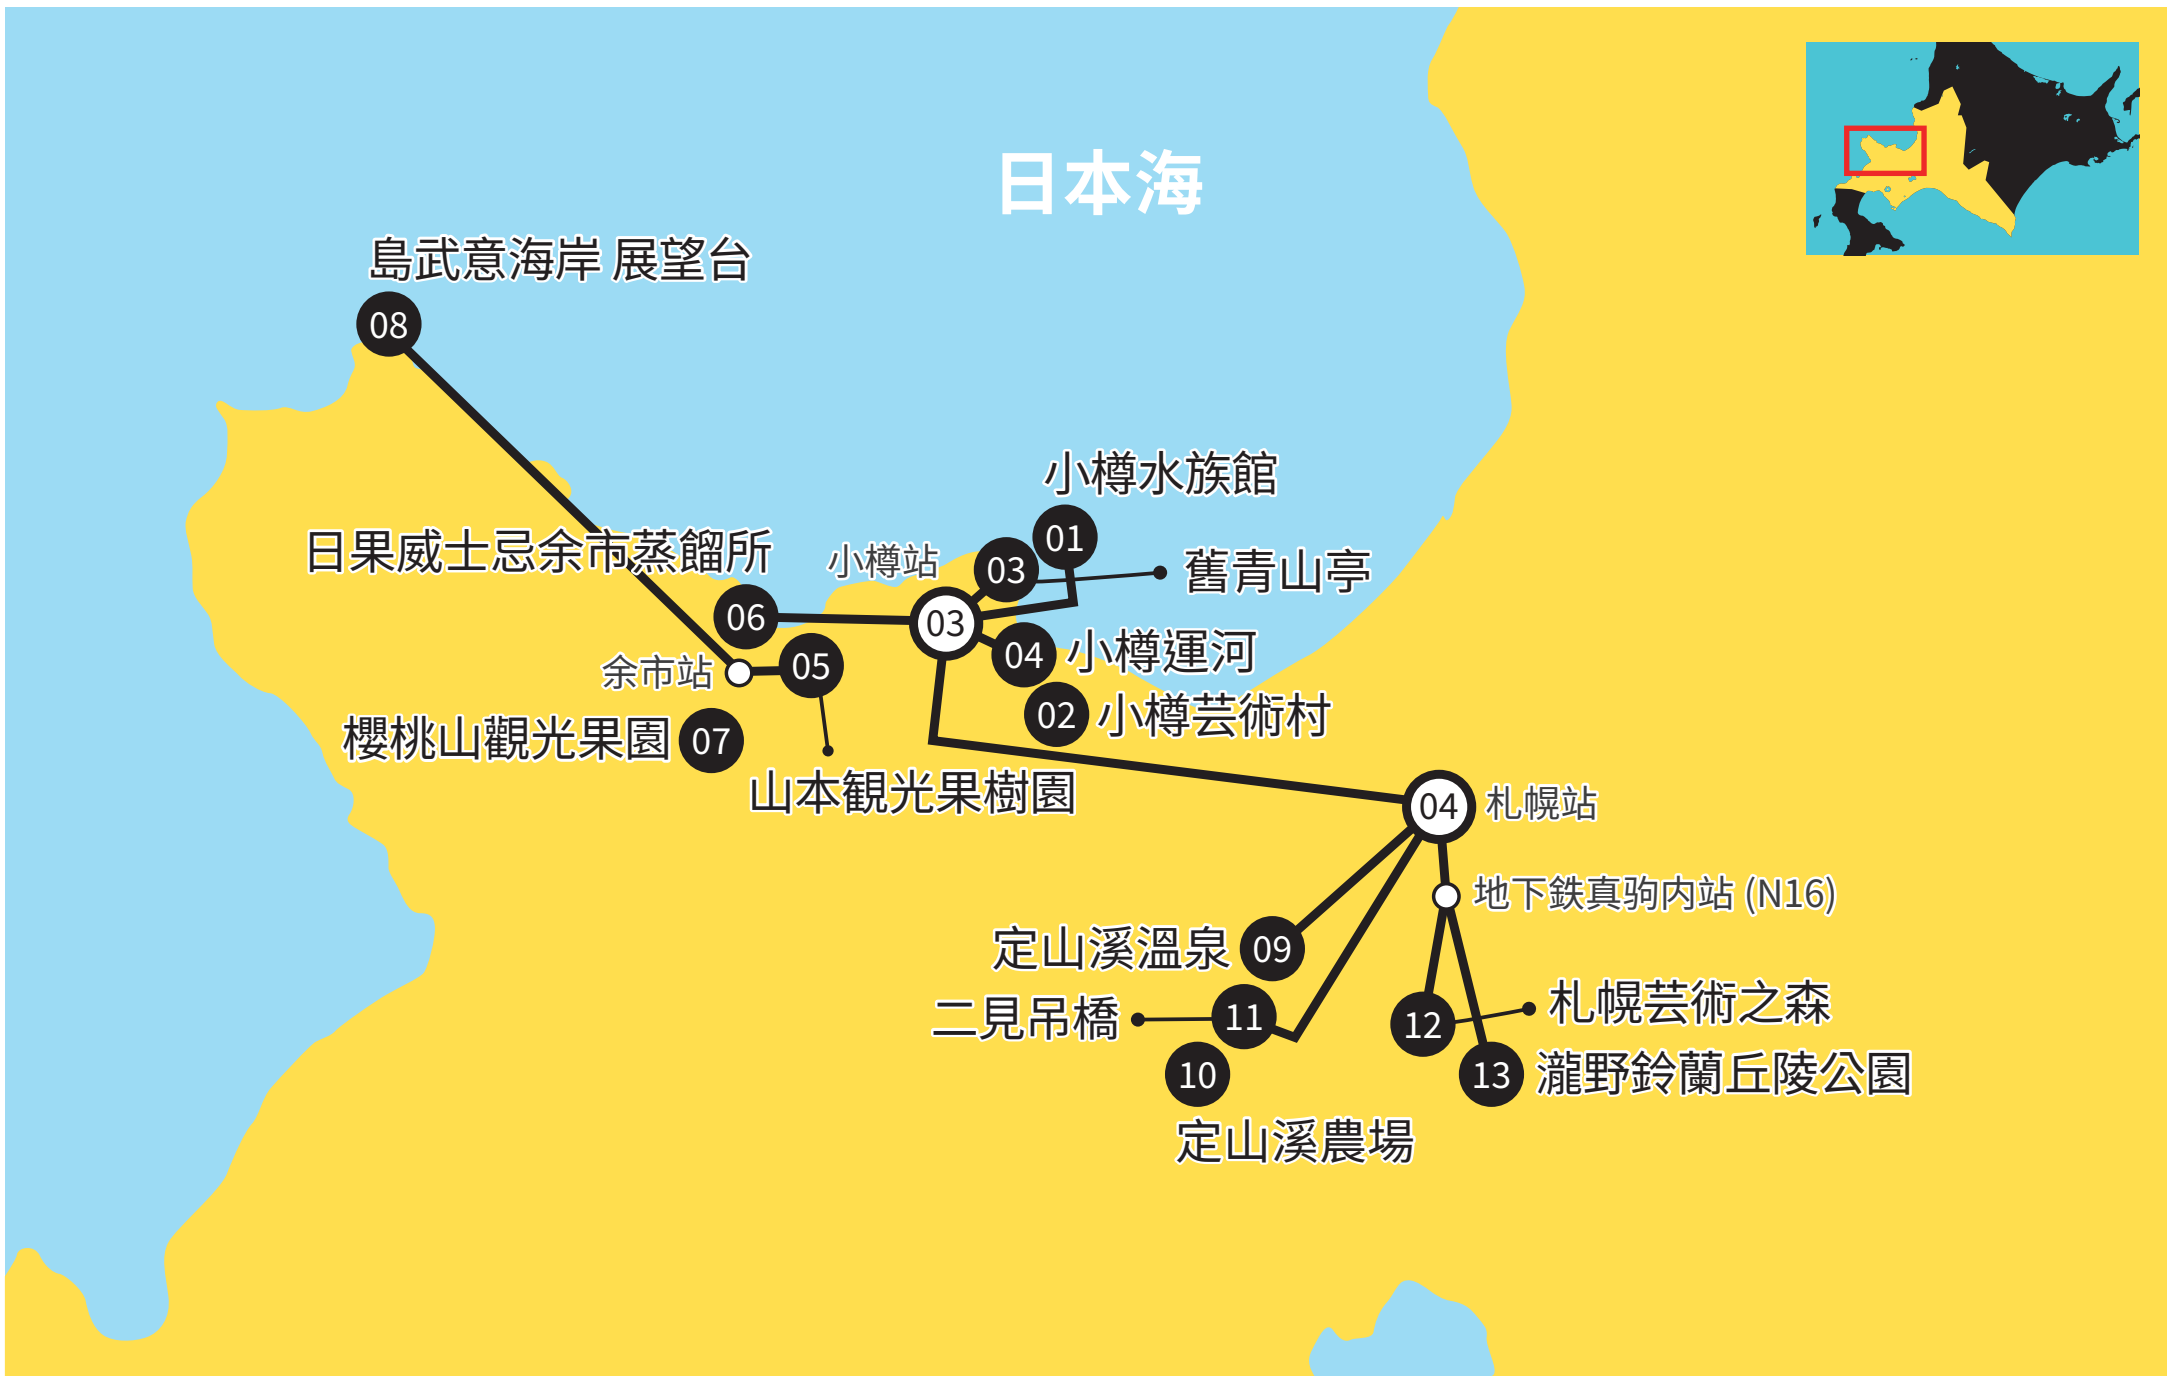 日本海
島武意海岸 展望台
08
小樽水族館
01
日果威士忌余市蒸餾所
小樽站
03
舊青山亭
06
03
04
小樽運河
余市站
05
02
小樽芸術村
櫻桃山觀光果園
07
山本観光果樹園
04
札幌站
地下鉄真驹内站 (N16)
定山溪溫泉
09
二見吊橋
11
12
札幌芸術之森
10
13
瀧野鈴蘭丘陵公園
定山溪農場